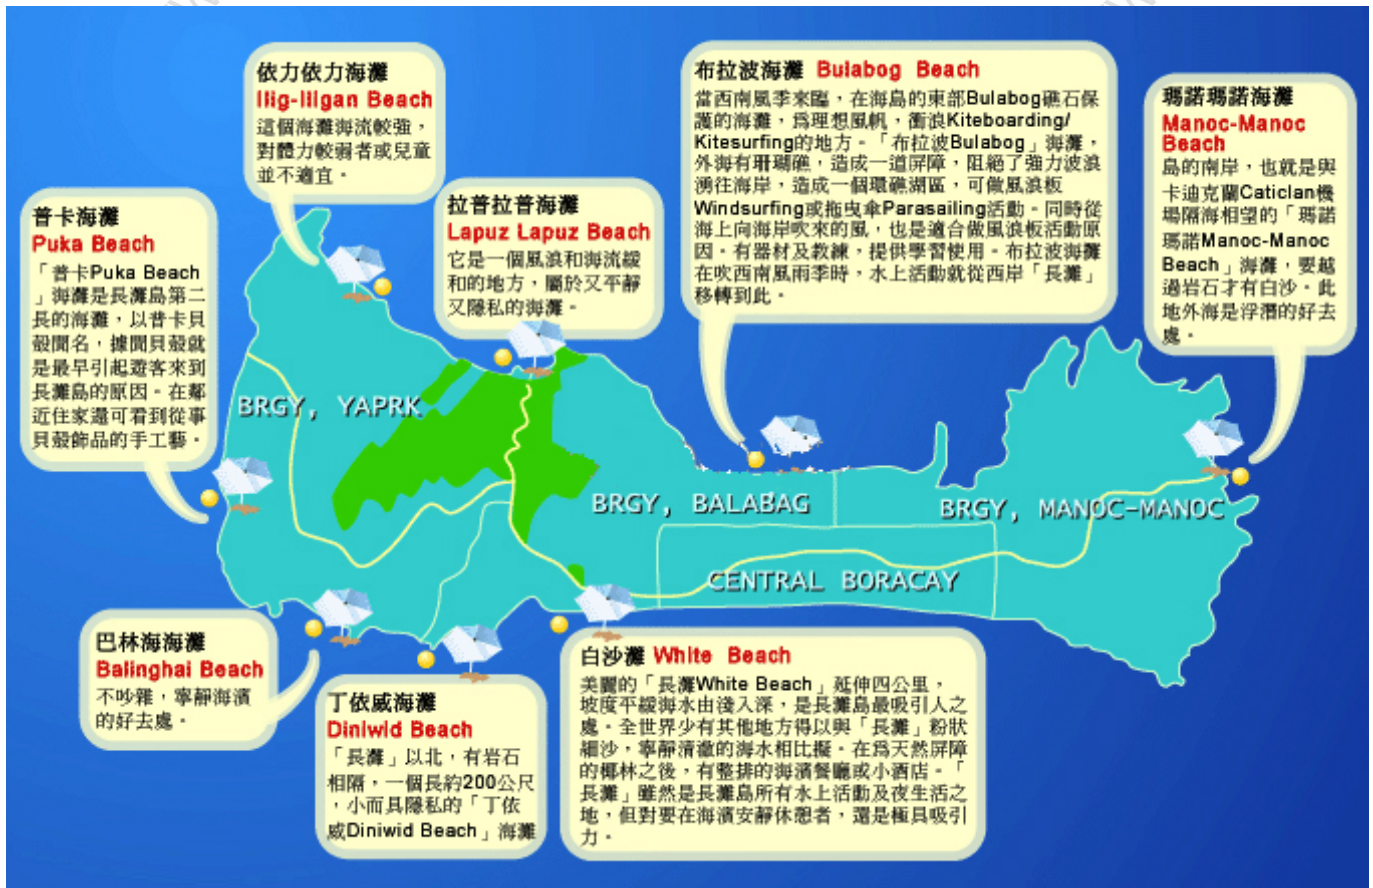 依力依力海灘
Ilig-Ilgan Beach
這個海灘海流較強，
對體力較弱者或兒童
並不適宜。
布拉波海灘 Bulabog Beach
當西南風季來臨，在海島的東部Bulabog礁石保
護的海灘，爲理想風帆，衝浪Kiteboarding/
Kitesurfing的地方。「布拉波Bulabog」海灘，
外海有珊瑚礁，造成一道屏障，阻絕了強力波浪
湧往海岸，造成一個環礁湖區，可做風浪板
Windsurfing或拖曳傘Parasailing活動。同時從
海上向海岸吹來的風，也是適合做風浪板活動原
因。有器材及教練，提供學習使用。布拉波海灘
在吹西南風雨季時，水上活動就從西岸「長灘」
移轉到此。
瑪諾瑪諾海灘
Manoc-Manoc
Beach
島的南岸，也就是與
卡迪克蘭Caticlan機
場隔海相望的「瑪諾
瑪諾Manoc-Manoc
Beach」海灘，要越
過岩石才有白沙。此
地外海是浮潛的好去
處。
普卡海灘
Puka Beach
「普卡Puka Beach
」海灘是長灘島第二
長的海灘，以普卡貝
殼聞名，據聞貝殼就
是最早引起遊客來到
長灘島的原因。在鄰
近住家還可看到從事
貝殼飾品的手工藝。
拉普拉普海灘
Lapuz Lapuz Beach
它是一個風浪和海流緩
和的地方，屬於又平靜
又隱私的海灘。
BRGY, YAPRK
BRGY, BALABAG
BRGY, MANOC-MANOC
CENTRAL BORACAY
巴林海海灘
Balinghai Beach
不吵雜，寧靜海濱
的好去處。
丁依威海灘
Diniwid Beach
「長灘」以北，有岩石
相隔，一個長約200公尺
，小而具隱私的「丁依
威Diniwid Beach」海灘
白沙灘 White Beach
美麗的「長灘White Beach」延伸四公里，
坡度平緩海水由淺入深，是長灘島最吸引人之
處。全世界少有其他地方得以與「長灘」粉狀
細沙，寧靜清澈的海水相比擬。在爲天然屏障
的椰林之後，有整排的海濱餐廳或小酒店。「
長灘」雖然是長灘島所有水上活動及夜生活之
地，但對要在海濱安靜休憩者，還是極具吸引
力。